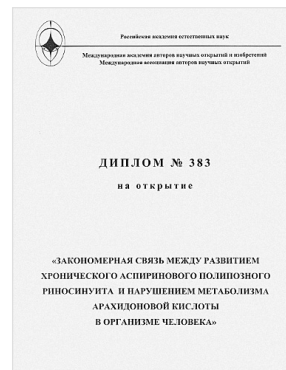 Российская академия естественных наук
Международная академия авторов научных открытий и изобретений
Международная ассоциация авторов научных открытий
ДИПЛОМ № 383
на открытие
«ЗАКОНОМЕРНАЯ СВЯЗЬ МЕЖДУ РАЗВИТИЕМ
ХРОНИЧЕСКОГО АСПИРИНОВОГО ПОЛИПОЗНОГО
РИНОСИНУИТА И НАРУШЕНИЕМ МЕТАБОЛИЗМА
АРАХИДОНОВОЙ КИСЛОТЫ
В ОРГАНИЗМЕ ЧЕЛОВЕКА»